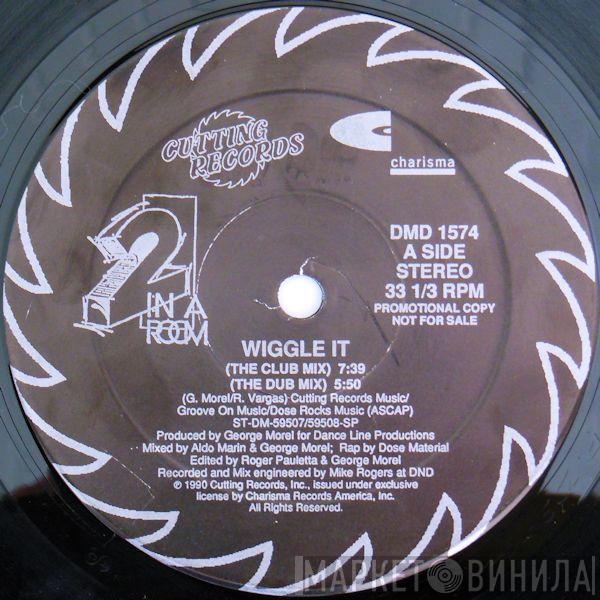 CUTTING
RECORDS
charisma
2
IN A
ROOM
DMD 1574
A SIDE
STEREO
33 1/3 RPM
PROMOTIONAL COPY
NOT FOR SALE
WIGGLE IT
(THE CLUB MIX) 7:39
(THE DUB MIX) 5:50
(G. Morel/R. Vargas) Cutting Records Music/
Groove On Music/Dose Rocks Music (ASCAP)
ST-DM-59507/59508-SP
Produced by George Morel for Dance Line Productions
Mixed by Aldo Marin & George Morel; Rap by Dose Material
Edited by Roger Pauletta & George Morel
Recorded and Mix engineered by Mike Rogers at DND
℗ 1990 Cutting Records, Inc., issued under exclusive
license by Charisma Records America, Inc.
All Rights Reserved.
МАРКЕТ ВИНИЛА